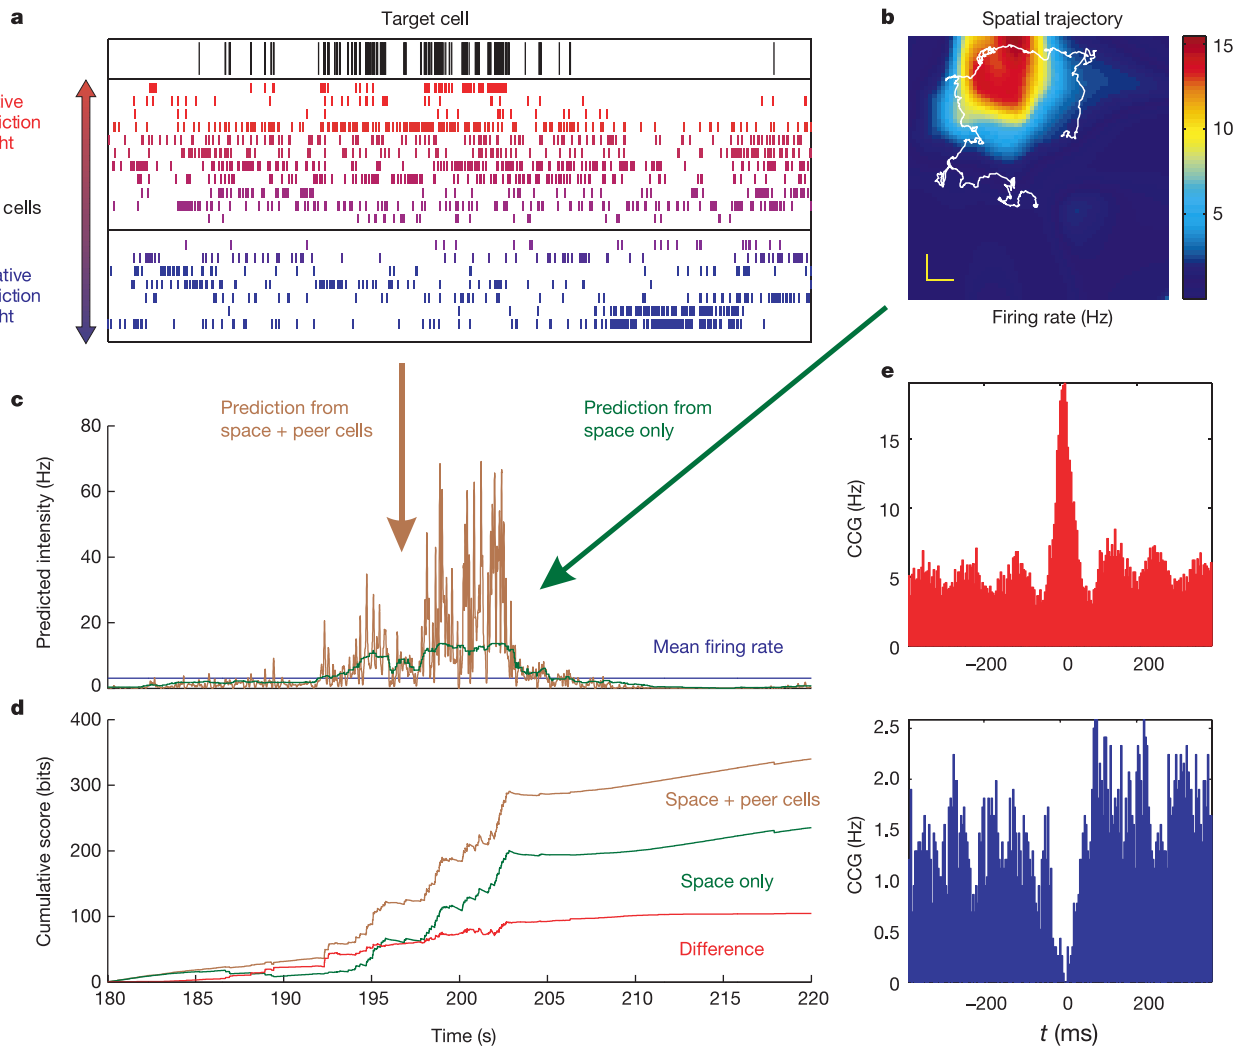 a
Target cell
cells
b
Spatial trajectory
15
10
5
Firing rate (Hz)
c
Prediction from
space + peer cells
Prediction from
space only
80
60
40
20
0
Predicted intensity (Hz)
Mean firing rate
d
400
300
200
100
0
Cumulative score (bits)
Space + peer cells
Space only
Difference
180 185 190 195 200 205 210 215 220
Time (s)
e
15
10
5
0
CCG (Hz)
−200 0 200
2.5
2.0
1.5
1.0
0.5
0
CCG (Hz)
−200 0 200
t (ms)